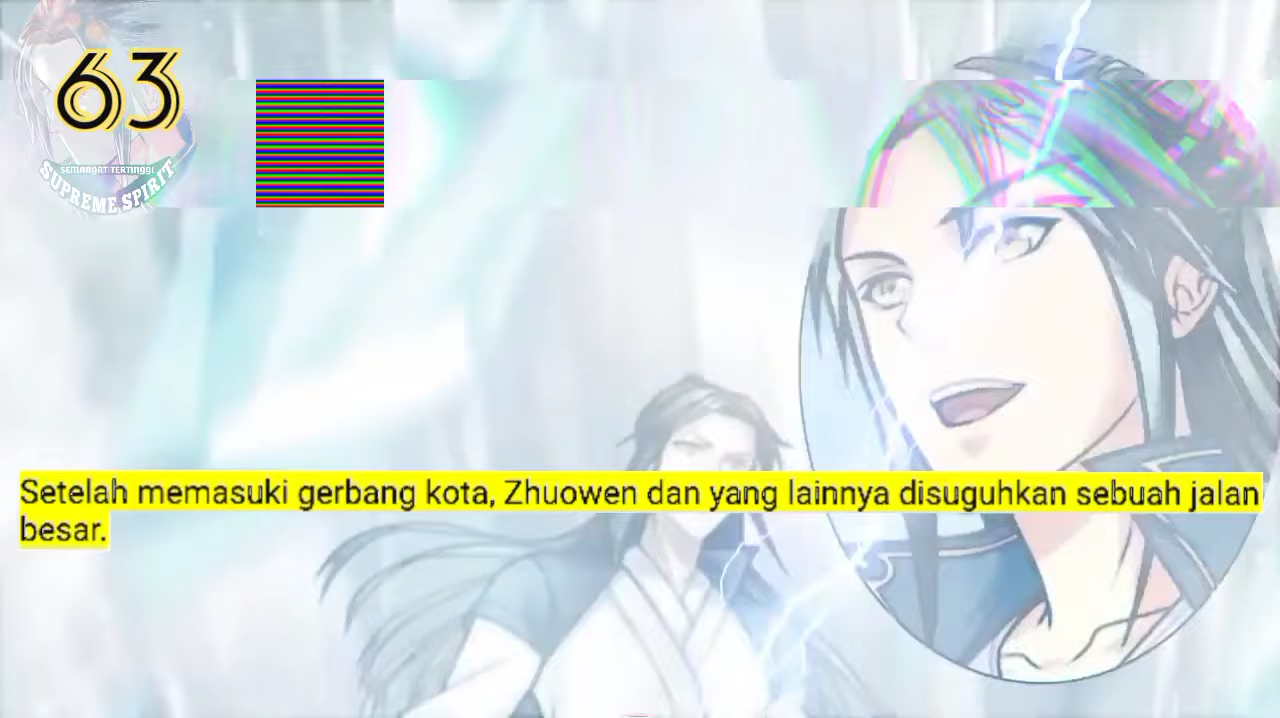 63
SEMANGAT TERTINGGI
SUPREME SPIRIT
Setelah memasuki gerbang kota, Zhuowen dan yang lainnya disuguhkan sebuah jalan
besar.